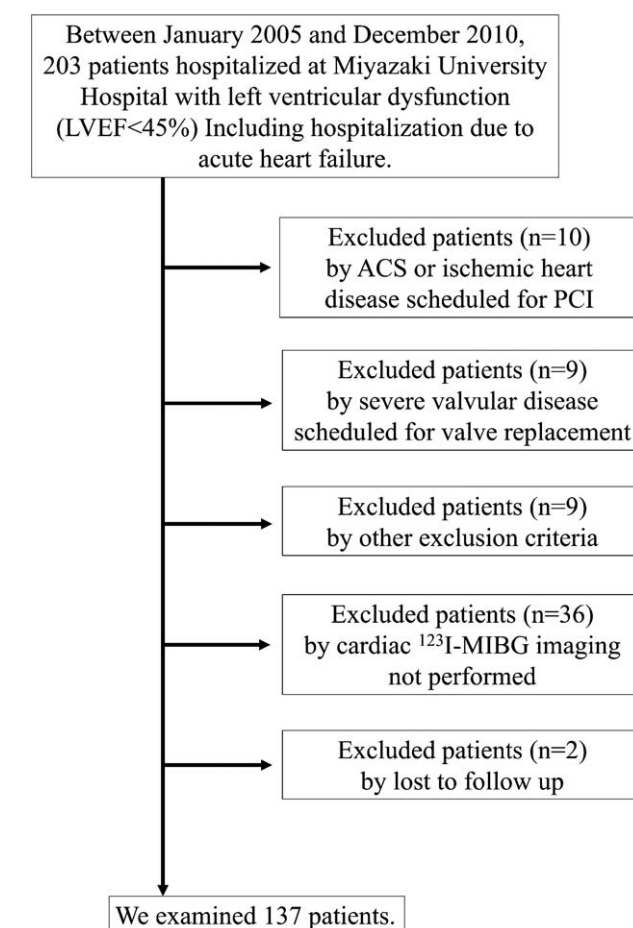 Between January 2005 and December 2010,
203 patients hospitalized at Miyazaki University
Hospital with left ventricular dysfunction
(LVEF<45%) Including hospitalization due to
acute heart failure.
Excluded patients (n=10)
by ACS or ischemic heart
disease scheduled for PCI
Excluded patients (n=9)
by severe valvular disease
scheduled for valve replacement
Excluded patients (n=9)
by other exclusion criteria
Excluded patients (n=36)
by cardiac ¹²³I-MIBG imaging
not performed
Excluded patients (n=2)
by lost to follow up
We examined 137 patients.